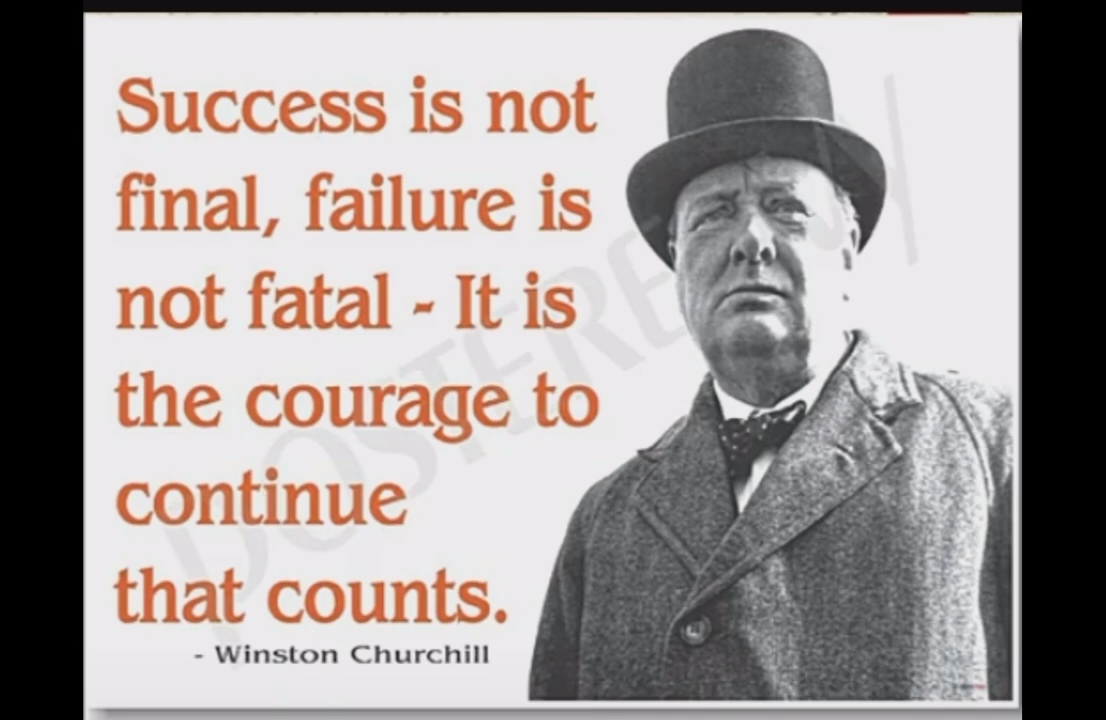 Success is not
final, failure is
not fatal - It is
the courage to
continue
that counts.
- Winston Churchill